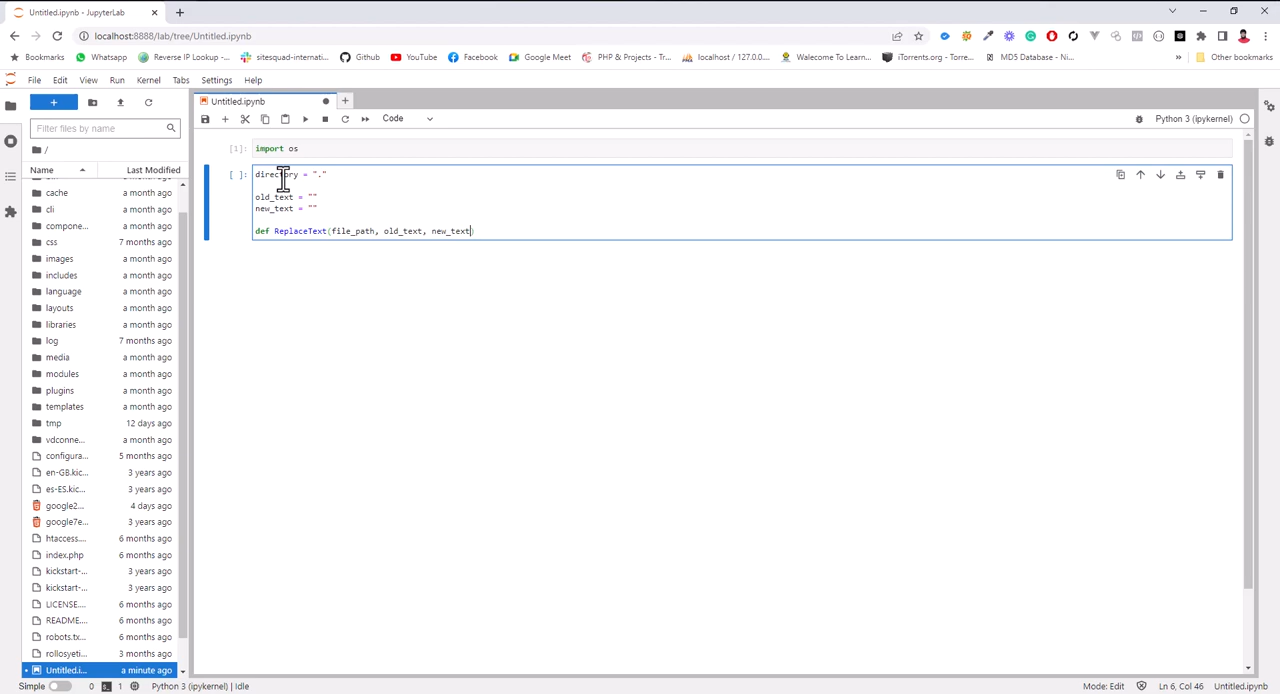 Untitled.ipynb - JupyterLab
localhost:8888/lab/tree/Untitled.ipynb
Bookmarks Whatsapp Reverse IP Lookup -... sitesquad-internati... Github YouTube Facebook Google Meet PHP & Projects - Tr... localhost / 127.0.0.... Walecome To Learn... iTorrents.org - Torre... MD5 Database - Ni... » Other bookmarks
File Edit View Run Kernel Tabs Settings Help
Untitled.ipynb
Filter files by name
Code
Python 3 (ipykernel)
/
Name Last Modified
cache a month ago
cli a month ago
compone... a month ago
css 7 months ago
images a month ago
includes a month ago
language a month ago
layouts a month ago
libraries a month ago
log 7 months ago
media a month ago
modules a month ago
plugins a month ago
templates a month ago
tmp 12 days ago
vdconne... a month ago
configura... 5 months ago
en-GB.kic... 3 years ago
es-ES.kic... 3 years ago
google2... 4 days ago
google7e... 3 years ago
htaccess.... 6 months ago
index.php 6 months ago
kickstart-... 3 years ago
kickstart-... 3 years ago
LICENSE.... 6 months ago
README.... 6 months ago
robots.tx... 6 months ago
rollosyeti... 3 months ago
Untitled.i... a minute ago
[1]: import os
[ ]: directory = "."
old_text = ""
new_text = ""
def ReplaceText(file_path, old_text, new_text)
Simple 0 1 Python 3 (ipykernel) | Idle Mode: Edit Ln 6, Col 46 Untitled.ipynb